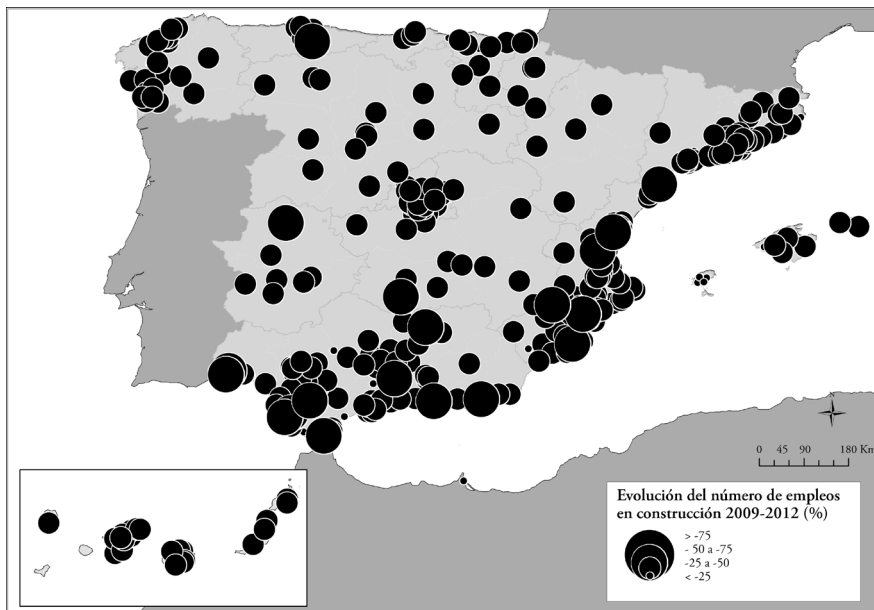 0 45 90 180 Km
Evolución del número de empleos
en construcción 2009-2012 (%)
> -75
- 50 a -75
-25 a -50
< -25